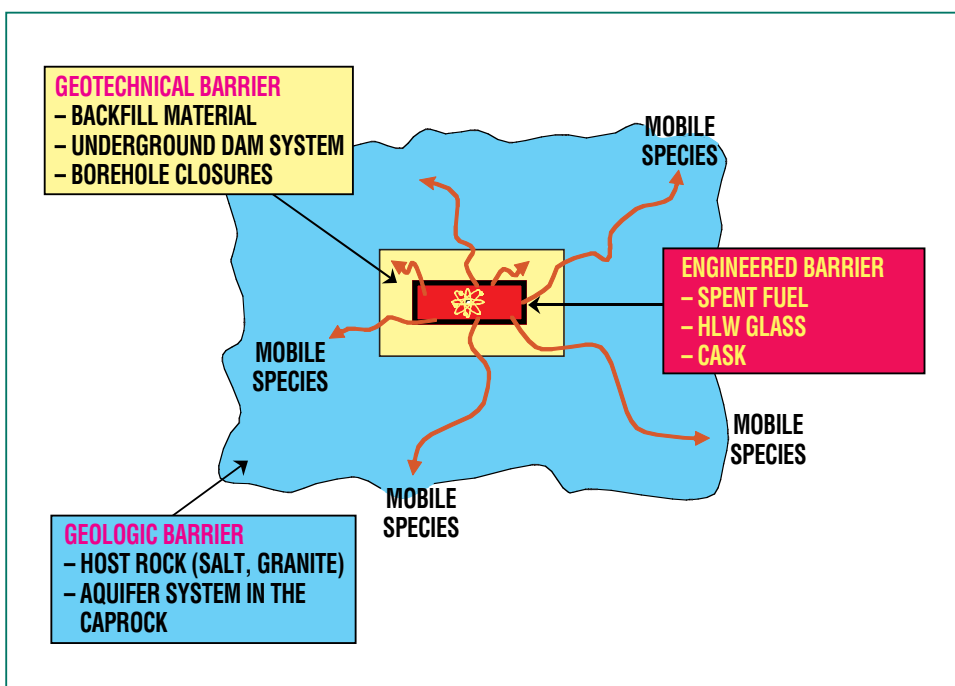 GEOTECHNICAL BARRIER
– BACKFILL MATERIAL
– UNDERGROUND DAM SYSTEM
– BOREHOLE CLOSURES
MOBILE
SPECIES
ENGINEERED BARRIER
– SPENT FUEL
– HLW GLASS
– CASK
MOBILE
SPECIES
MOBILE
SPECIES
MOBILE
SPECIES
GEOLOGIC BARRIER
– HOST ROCK (SALT, GRANITE)
– AQUIFER SYSTEM IN THE
CAPROCK